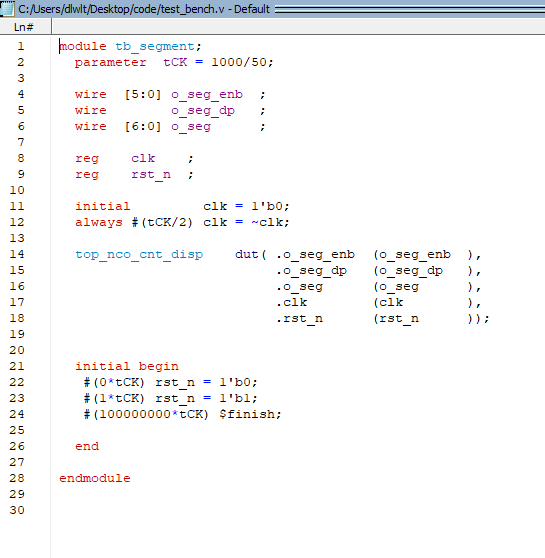 C:/Users/dlwlt/Desktop/code/test_bench.v - Default
Ln#
1 module tb_segment;
2 parameter tCK = 1000/50;
3
4 wire [5:0] o_seg_enb ;
5 wire o_seg_dp ;
6 wire [6:0] o_seg ;
7
8 reg clk ;
9 reg rst_n ;
10
11 initial clk = 1'b0;
12 always #(tCK/2) clk = ~clk;
13
14 top_nco_cnt_disp dut( .o_seg_enb (o_seg_enb ),
15 .o_seg_dp (o_seg_dp ),
16 .o_seg (o_seg ),
17 .clk (clk ),
18 .rst_n (rst_n ));
19
20
21 initial begin
22 #(0*tCK) rst_n = 1'b0;
23 #(1*tCK) rst_n = 1'b1;
24 #(100000000*tCK) $finish;
25
26 end
27
28 endmodule
29
30